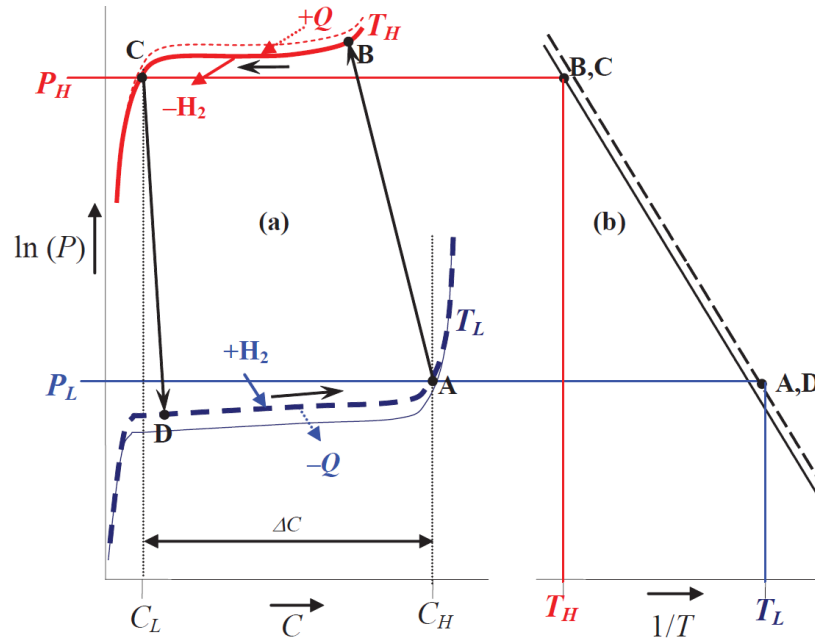 +Q
T_H
C
B
P_H
–H₂
B,C
(a)
(b)
ln (P)
T_L
+H₂
P_L
A
A,D
D
–Q
ΔC
C_L
C
C_H
T_H
1/T
T_L